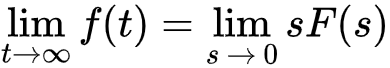 lim_{t→∞} f(t) = lim_{s→0} sF(s)